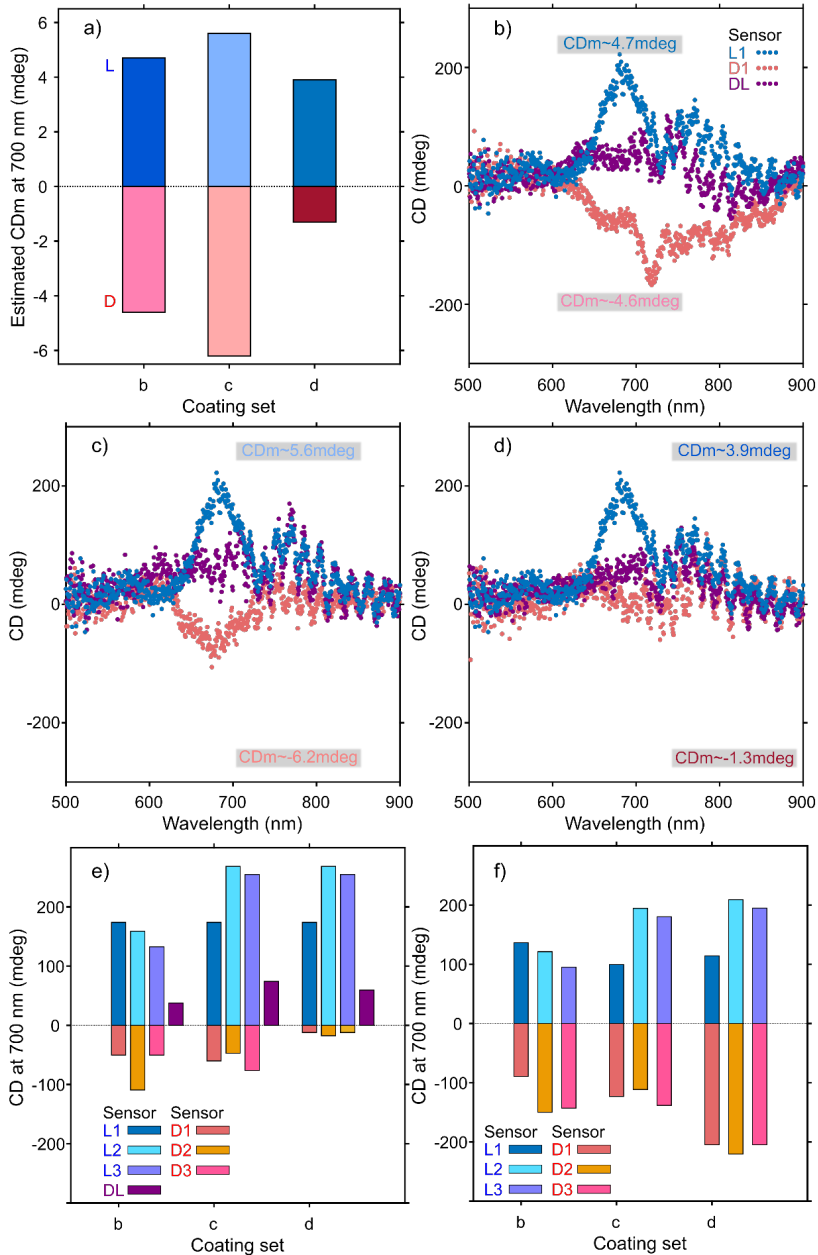 a)
Estimated CDm at 700 nm (mdeg)
6
4
2
0
-2
-4
-6
L
D
b
c
d
Coating set
b)
CDm~4.7mdeg
Sensor
L1
D1
DL
CD (mdeg)
200
0
-200
CDm~-4.6mdeg
500
600
700
800
900
Wavelength (nm)
c)
CDm~5.6mdeg
CD (mdeg)
200
0
-200
CDm~-6.2mdeg
500
600
700
800
900
Wavelength (nm)
d)
CDm~3.9mdeg
CD (mdeg)
200
0
-200
CDm~-1.3mdeg
500
600
700
800
900
Wavelength (nm)
e)
CD at 700 nm (mdeg)
200
100
0
-100
-200
Sensor Sensor
L1 D1
L2 D2
L3 D3
DL
b
c
d
Coating set
f)
CD at 700 nm (mdeg)
200
100
0
-100
-200
Sensor Sensor
L1 D1
L2 D2
L3 D3
b
c
d
Coating set